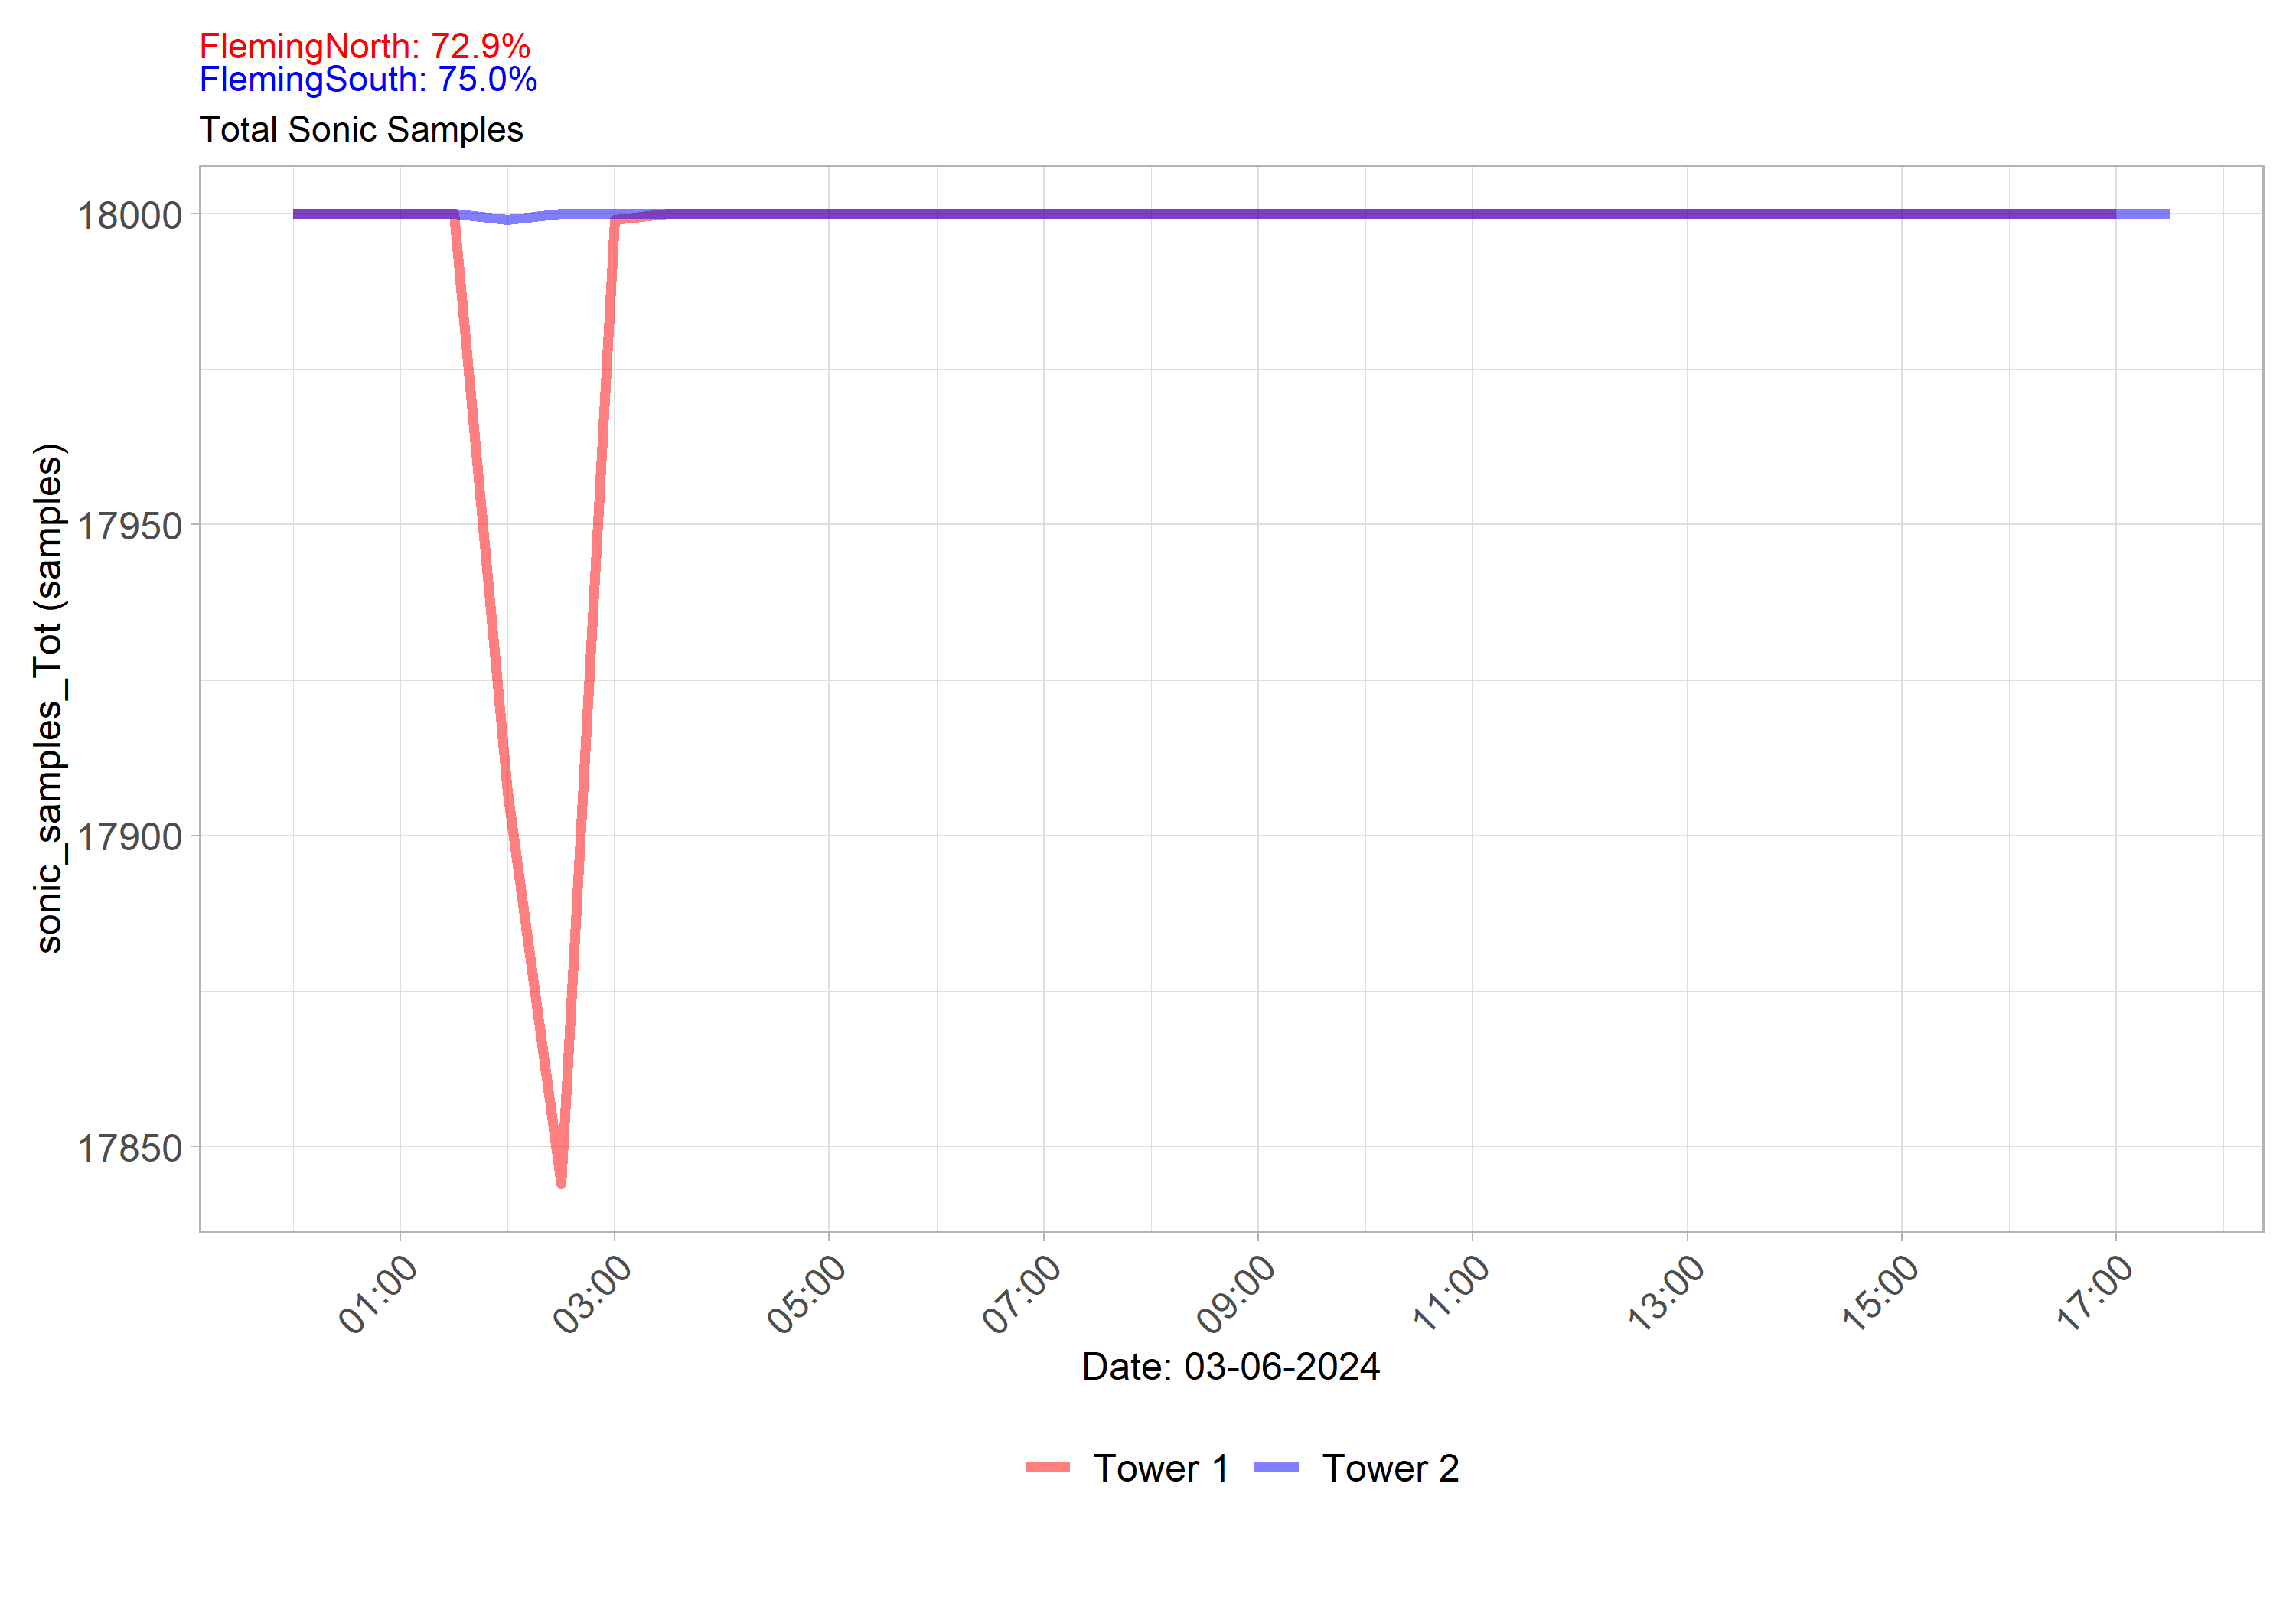 FlemingNorth: 72.9%
FlemingSouth: 75.0%
Total Sonic Samples
sonic_samples_Tot (samples)
18000
17950
17900
17850
01:00
03:00
05:00
07:00
09:00
11:00
13:00
15:00
17:00
Date: 03-06-2024
Tower 1
Tower 2